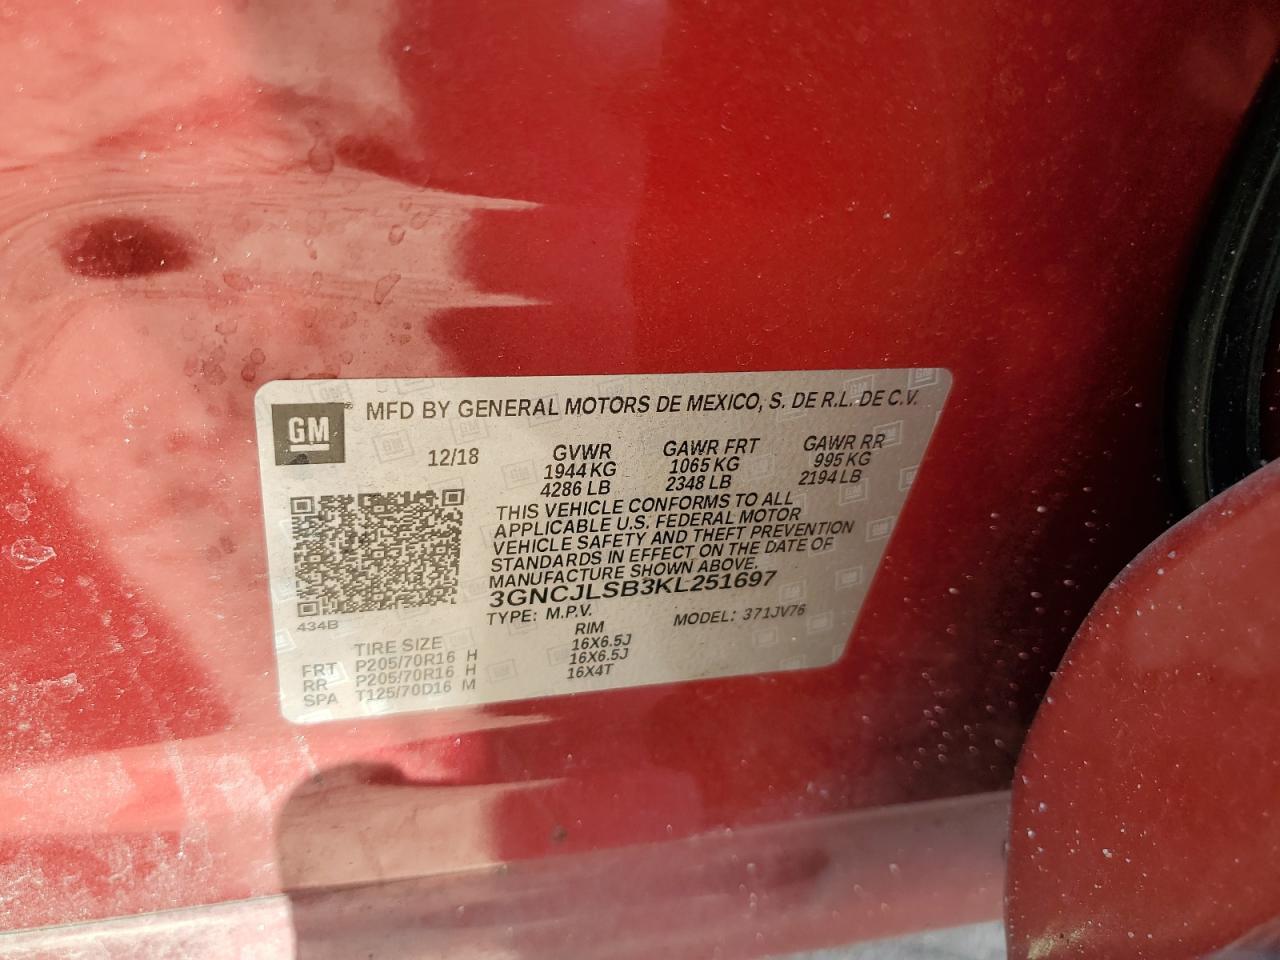 GM MFD BY GENERAL MOTORS DE MEXICO, S. DE R.L. DE C.V.
12/18 GVWR GAWR FRT GAWR RR
1944 KG 1065 KG 995 KG
4286 LB 2348 LB 2194 LB
THIS VEHICLE CONFORMS TO ALL
APPLICABLE U.S. FEDERAL MOTOR
VEHICLE SAFETY AND THEFT PREVENTION
STANDARDS IN EFFECT ON THE DATE OF
MANUFACTURE SHOWN ABOVE.
3GNCJLSB3KL251697
TYPE: M.P.V. MODEL: 371JV76
434B
TIRE SIZE RIM
FRT P205/70R16 H 16X6.5J
RR P205/70R16 H 16X6.5J
SPA T125/70D16 M 16X4T